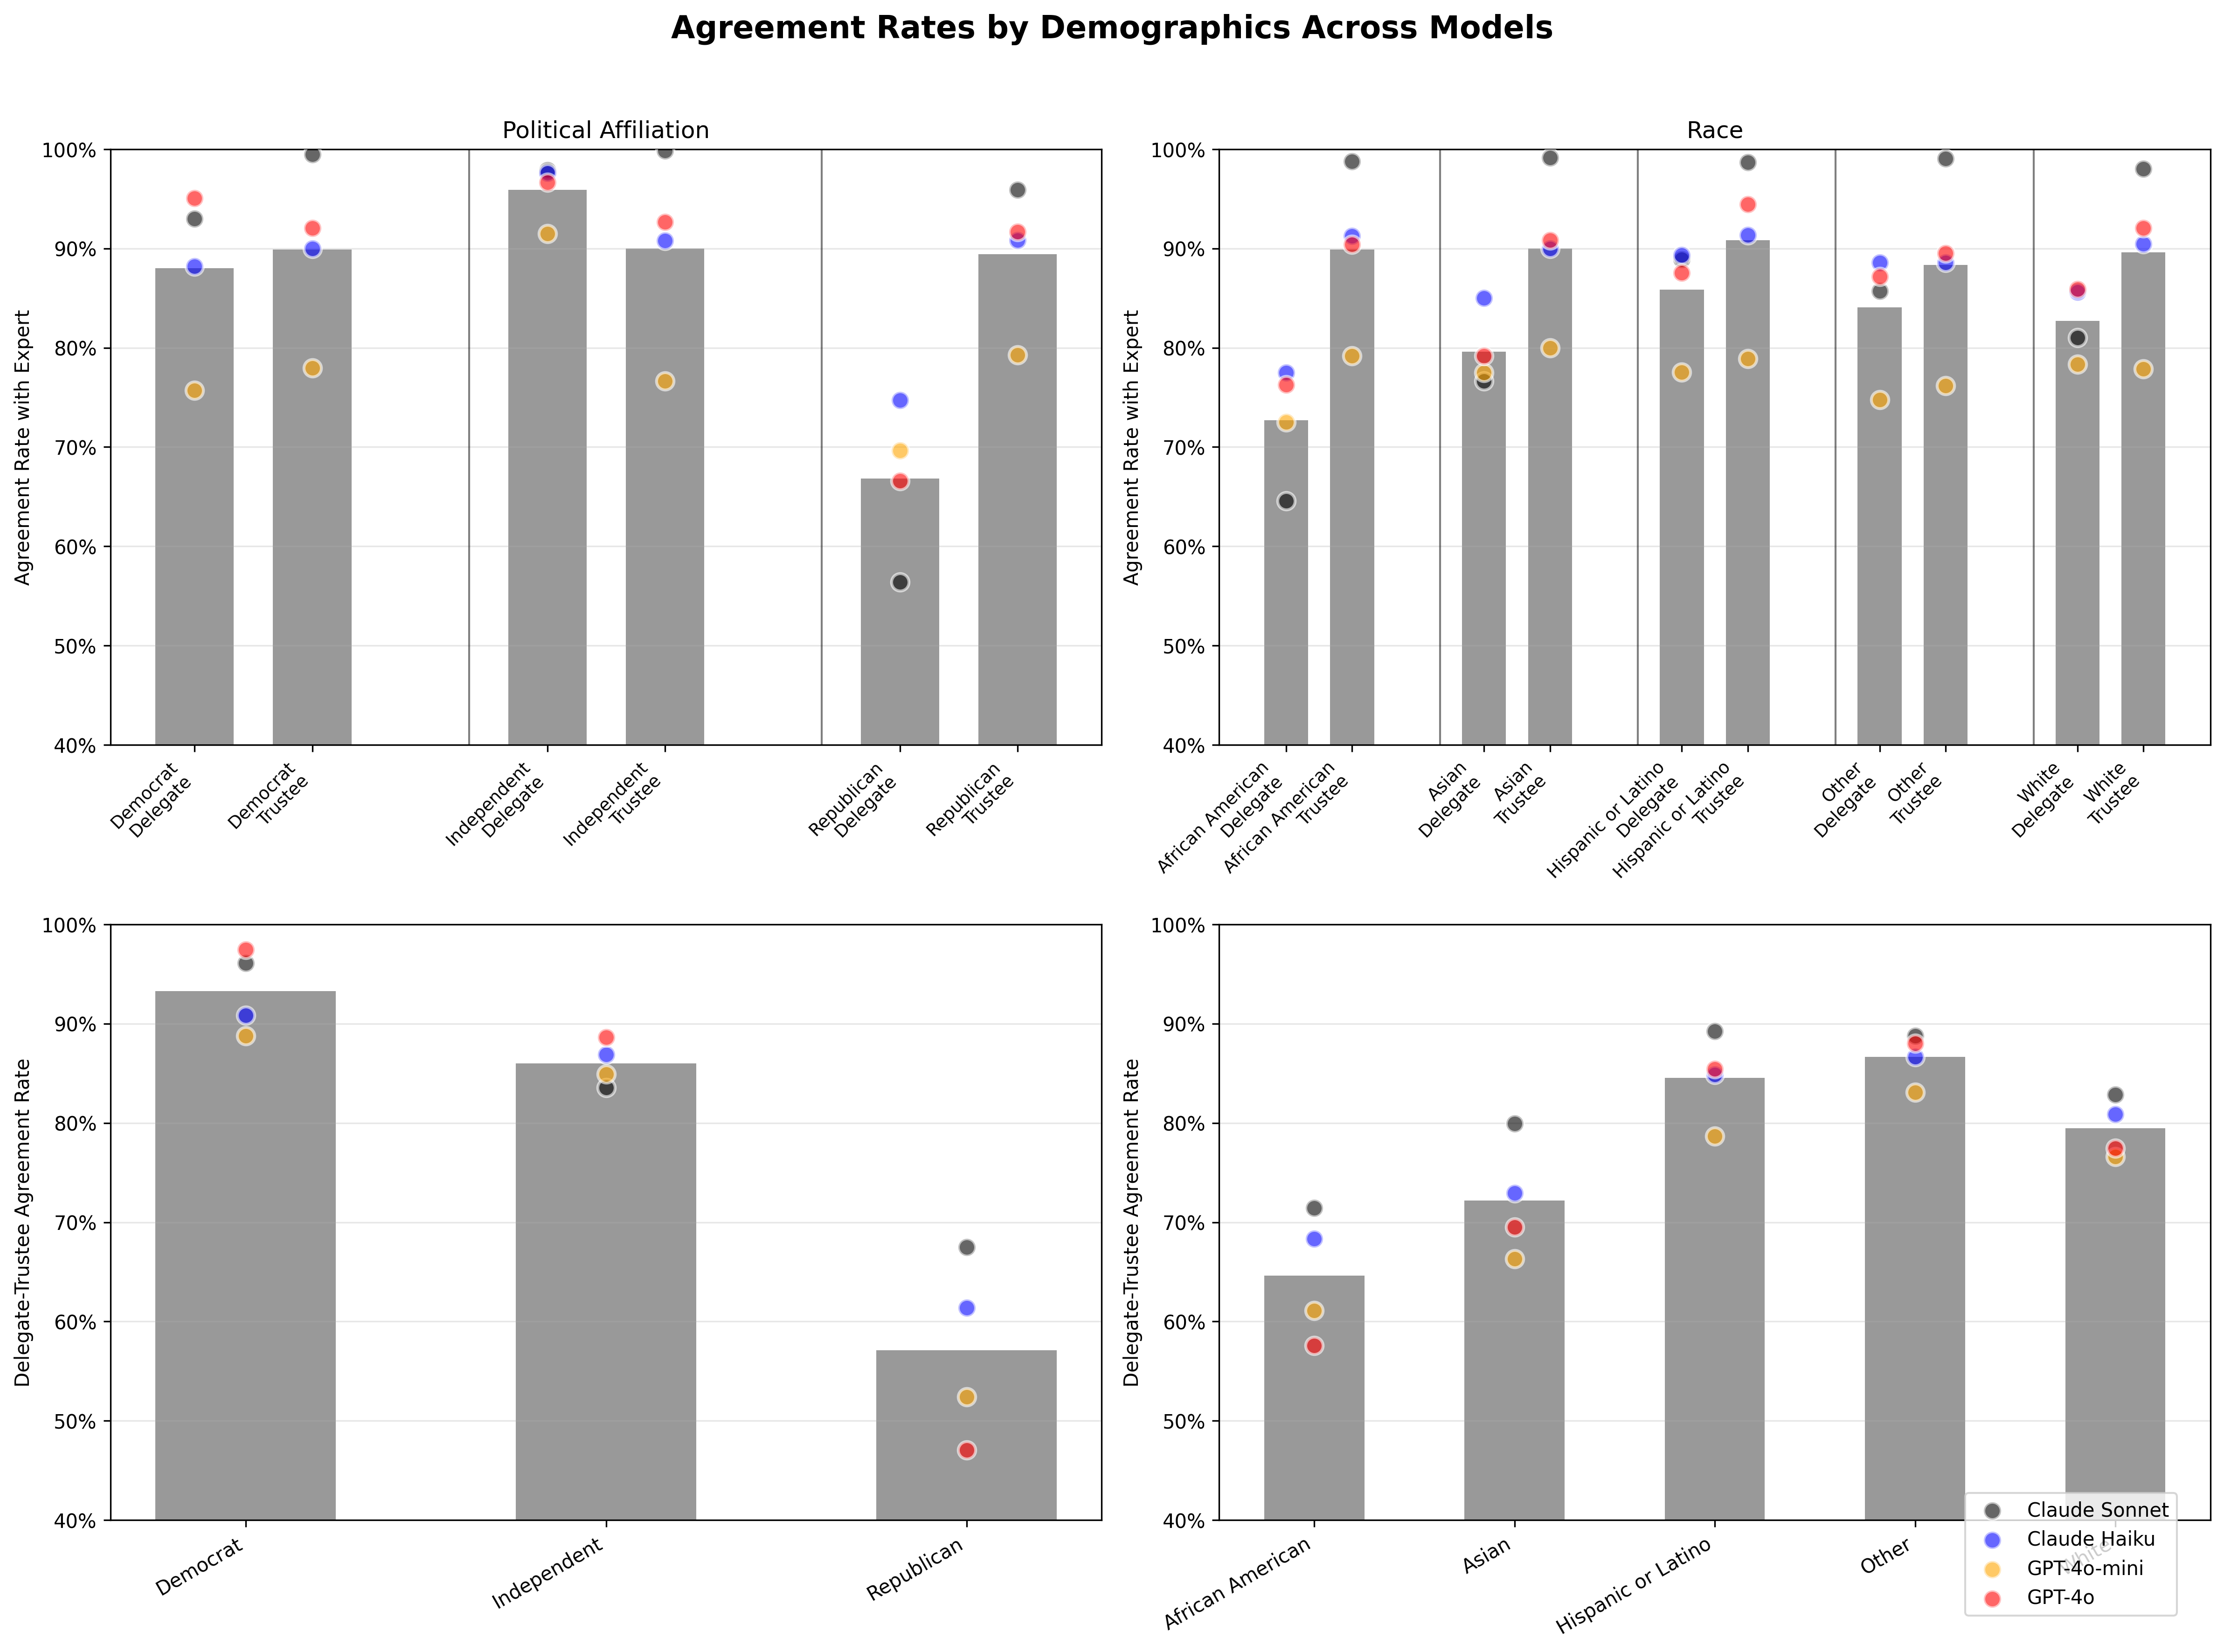 Agreement Rates by Demographics Across Models
Political Affiliation
100%
90%
80%
70%
60%
50%
40%
Agreement Rate with Expert
Democrat
Delegate
Democrat
Trustee
Independent
Delegate
Independent
Trustee
Republican
Delegate
Republican
Trustee
Race
100%
90%
80%
70%
60%
50%
40%
Agreement Rate with Expert
African American
Delegate
African American
Trustee
Asian
Delegate
Asian
Trustee
Hispanic or Latino
Delegate
Hispanic or Latino
Trustee
Other
Delegate
Other
Trustee
White
Delegate
White
Trustee
100%
90%
80%
70%
60%
50%
40%
Delegate-Trustee Agreement Rate
Democrat
Independent
Republican
100%
90%
80%
70%
60%
50%
40%
Delegate-Trustee Agreement Rate
African American
Asian
Hispanic or Latino
Other
White
Claude Sonnet
Claude Haiku
GPT-4o-mini
GPT-4o